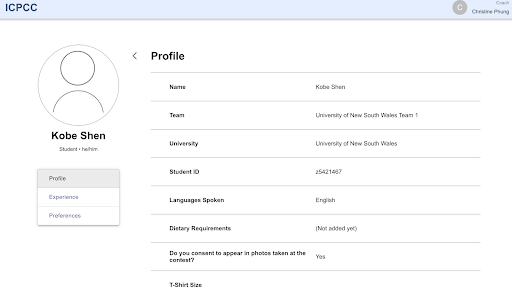 ICPCC
Coach
C
Christine Phung
Profile
Kobe Shen
Student • he/him
Profile
Experience
Preferences
Name Kobe Shen
Team University of New South Wales Team 1
University University of New South Wales
Student ID z5421467
Languages Spoken English
Dietary Requirements (Not added yet)
Do you consent to appear in photos taken at the
contest? Yes
T-Shirt Size